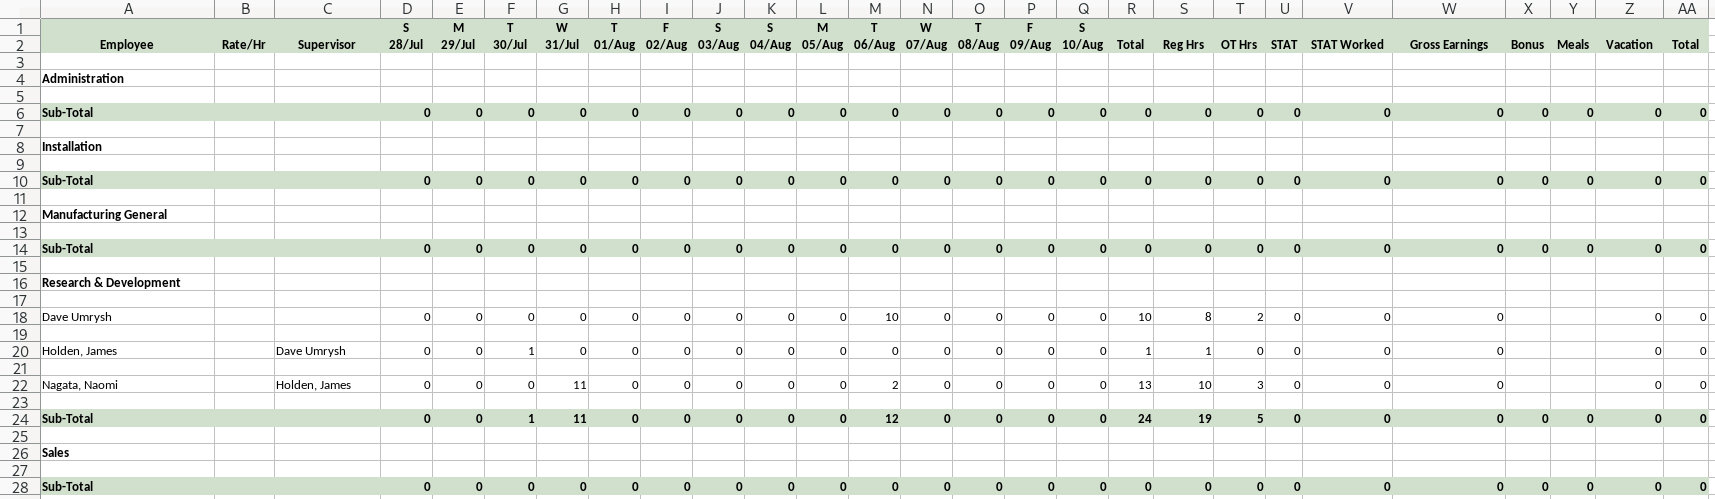 A B C D E F G H I J K L M N O P Q R S T U V W X Y Z AA
1 S M T W T F S S M T W T F S
2 Employee Rate/Hr Supervisor 28/Jul 29/Jul 30/Jul 31/Jul 01/Aug 02/Aug 03/Aug 04/Aug 05/Aug 06/Aug 07/Aug 08/Aug 09/Aug 10/Aug Total Reg Hrs OT Hrs STAT STAT Worked Gross Earnings Bonus Meals Vacation Total
3
4 Administration
5
6 Sub-Total 0 0 0 0 0 0 0 0 0 0 0 0 0 0 0 0 0 0 0 0 0 0 0 0
7
8 Installation
9
10 Sub-Total 0 0 0 0 0 0 0 0 0 0 0 0 0 0 0 0 0 0 0 0 0 0 0 0
11
12 Manufacturing General
13
14 Sub-Total 0 0 0 0 0 0 0 0 0 0 0 0 0 0 0 0 0 0 0 0 0 0 0 0
15
16 Research & Development
17
18 Dave Umrysh 0 0 0 0 0 0 0 0 0 10 0 0 0 0 10 8 2 0 0 0 0 0
19
20 Holden, James Dave Umrysh 0 0 1 0 0 0 0 0 0 0 0 0 0 0 1 1 0 0 0 0 0 0
21
22 Nagata, Naomi Holden, James 0 0 0 11 0 0 0 0 0 2 0 0 0 0 13 10 3 0 0 0 0 0
23
24 Sub-Total 0 0 1 11 0 0 0 0 0 12 0 0 0 0 24 19 5 0 0 0 0 0 0 0
25
26 Sales
27
28 Sub-Total 0 0 0 0 0 0 0 0 0 0 0 0 0 0 0 0 0 0 0 0 0 0 0 0